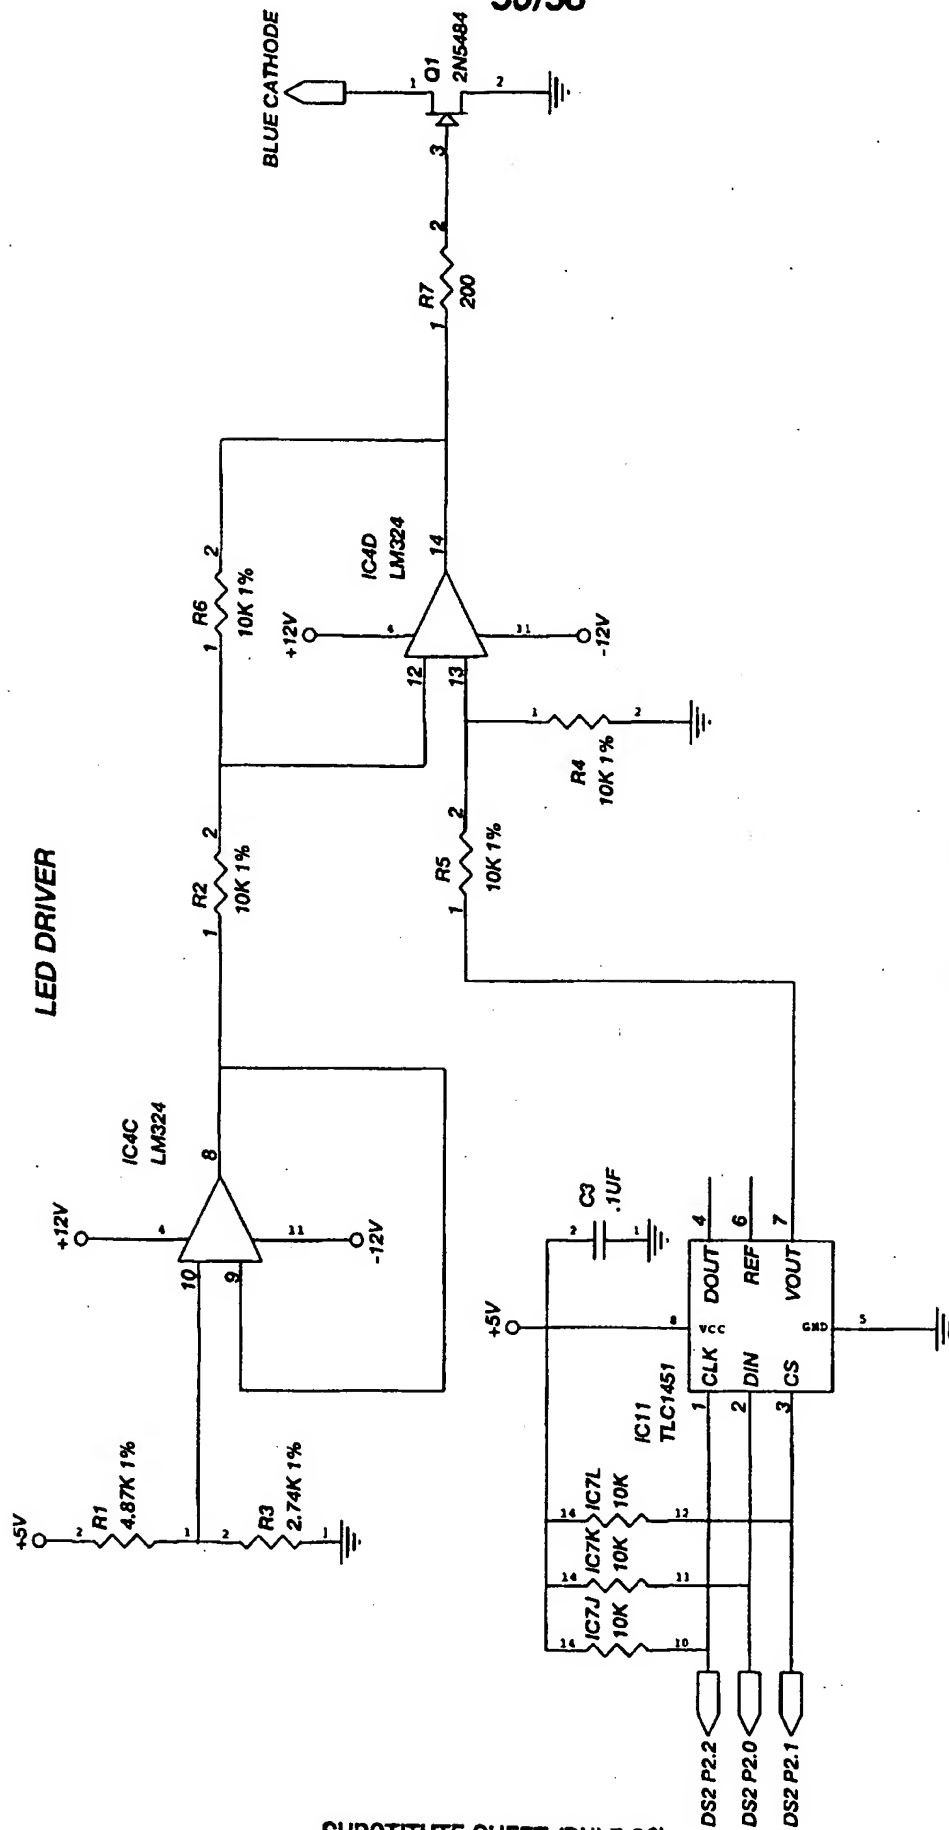 50/58
LED DRIVER
BLUE CATHODE
1
Q1
2N5484
2
3
2
R7
200
1
2
R6
10K 1%
1
IC4D
LM324
14
+12V
4
11
-12V
12
13
1
2
R4
10K 1%
2
R2
10K 1%
1
2
R5
10K 1%
1
IC4C
LM324
8
+12V
4
11
-12V
10
9
+5V
2
R1
4.87K 1%
1
2
R3
2.74K 1%
1
+5V
2
C3
.1UF
1
8
VCC
GND
5
DOUT
4
REF
6
VOUT
7
CLK
1
DIN
2
CS
3
IC11
TLC1451
14
IC7L
10K
12
14
IC7K
10K
11
14
IC7J
10K
10
DS2 P2.2
DS2 P2.0
DS2 P2.1